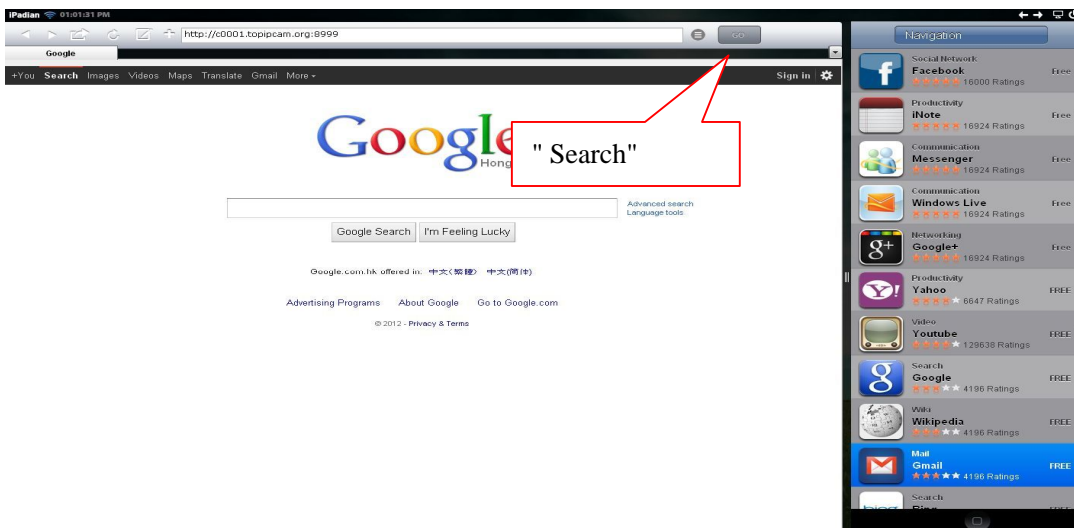 iPadian 01:01:31 PM
http://c0001.topipcam.org:8999
GO
Google
+You Search Images Videos Maps Translate Gmail More
Sign in
Google
Hong
" Search"
Advanced search
Language tools
Google Search
I'm Feeling Lucky
Google.com.hk offered in: 中文(繁體) 中文(简体)
Advertising Programs About Google Go to Google.com
© 2012 - Privacy & Terms
Navigation
Social Network
Facebook Free
16000 Ratings
Productivity
iNote Free
16924 Ratings
Communication
Messenger Free
16924 Ratings
Communication
Windows Live Free
16924 Ratings
Networking
Google+ Free
16924 Ratings
Productivity
Yahoo FREE
6647 Ratings
Video
Youtube FREE
129638 Ratings
Search
Google FREE
4196 Ratings
Wiki
Wikipedia FREE
4196 Ratings
Mail
Gmail FREE
4196 Ratings
Search